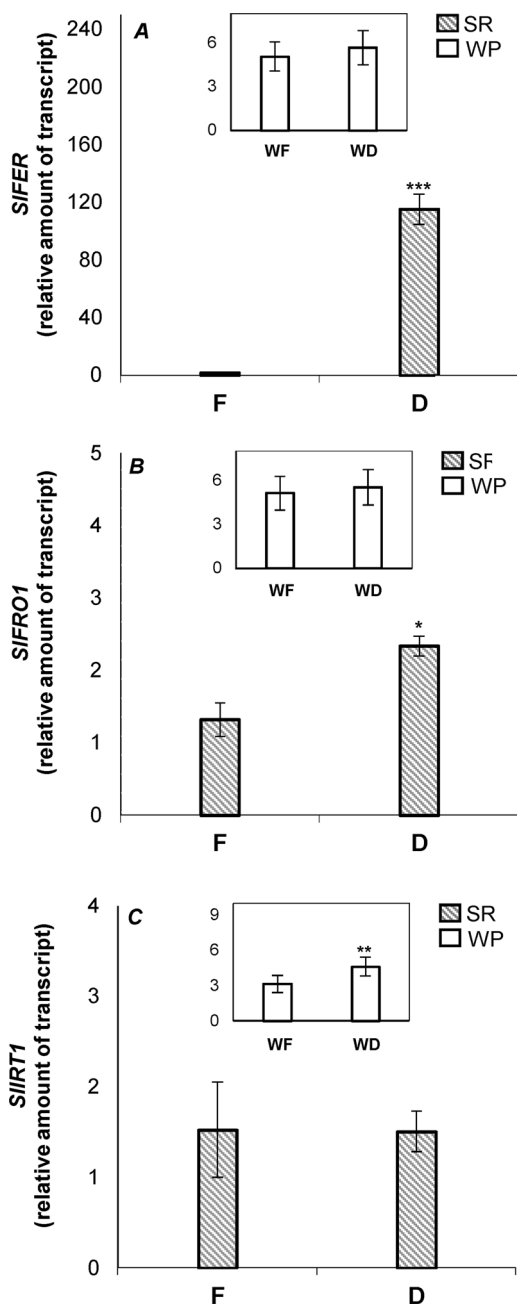 A
SlFER
(relative amount of transcript)
240
200
160
120
80
40
0
6
3
0
WF WD
SR
WP
***
F D
B
SlFRO1
(relative amount of transcript)
5
4
3
2
1
0
6
3
0
WF WD
SF
WP
*
F D
C
SlIRT1
(relative amount of transcript)
4
3
2
1
0
9
6
3
0
**
WF WD
SR
WP
F D